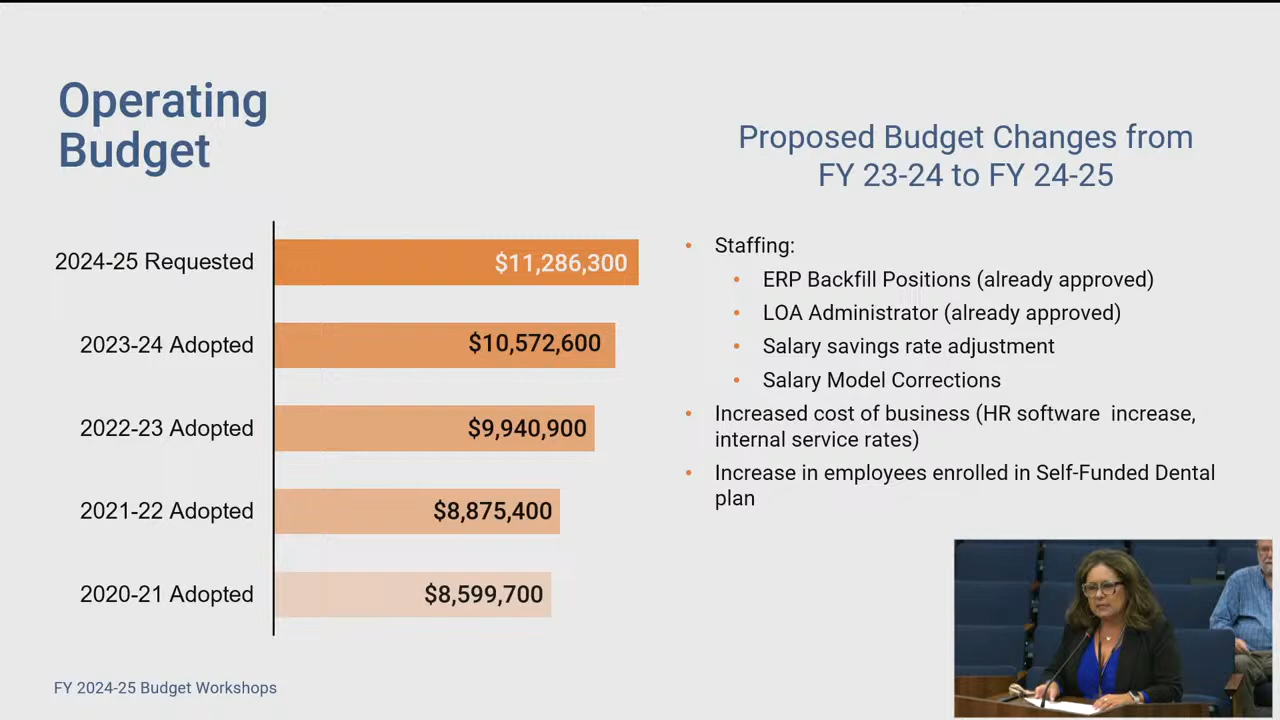 Operating
Budget
Proposed Budget Changes from
FY 23-24 to FY 24-25
2024-25 Requested
$11,286,300
2023-24 Adopted
$10,572,600
2022-23 Adopted
$9,940,900
2021-22 Adopted
$8,875,400
2020-21 Adopted
$8,599,700
• Staffing:
• ERP Backfill Positions (already approved)
• LOA Administrator (already approved)
• Salary savings rate adjustment
• Salary Model Corrections
• Increased cost of business (HR software increase,
internal service rates)
• Increase in employees enrolled in Self-Funded Dental
plan
FY 2024-25 Budget Workshops